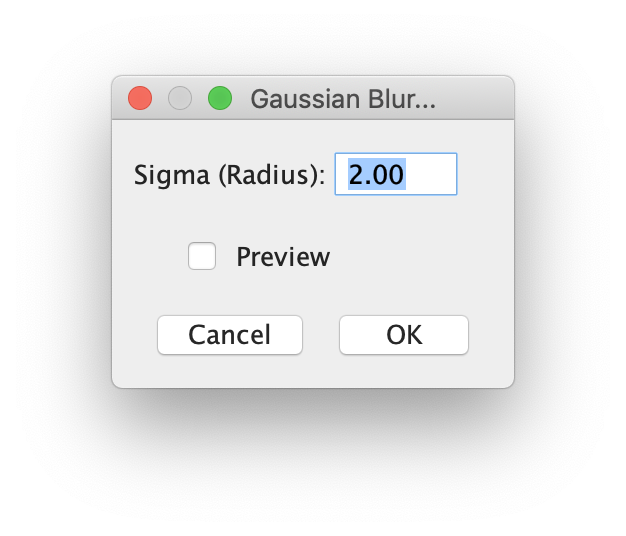 Gaussian Blur...
Sigma (Radius): 2.00
Preview
Cancel OK